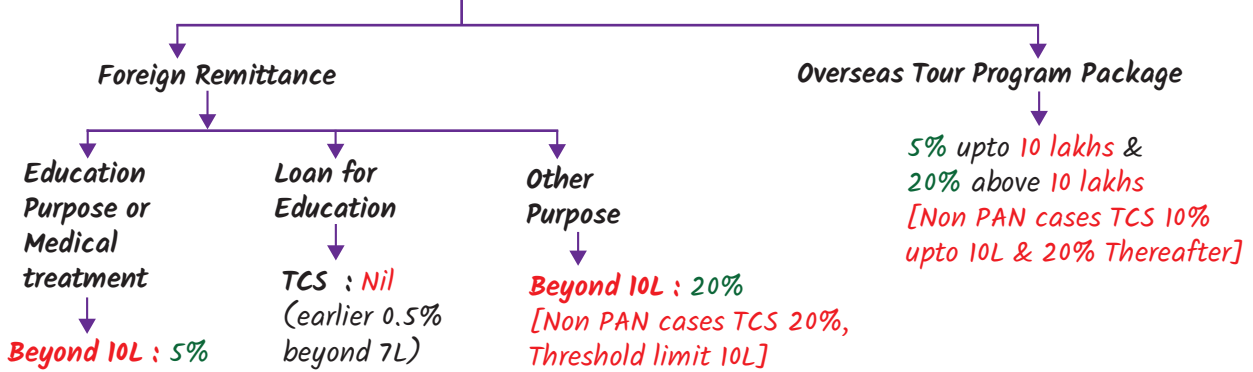 Foreign Remittance
Overseas Tour Program Package
Education
Purpose or
Medical
treatment
Beyond 10L : 5%
Loan for
Education
TCS : Nil
(earlier 0.5%
beyond 7L)
Other
Purpose
Beyond 10L : 20%
[Non PAN cases TCS 20%,
Threshold limit 10L]
5% upto 10 lakhs &
20% above 10 lakhs
[Non PAN cases TCS 10%
upto 10L & 20% Thereafter]